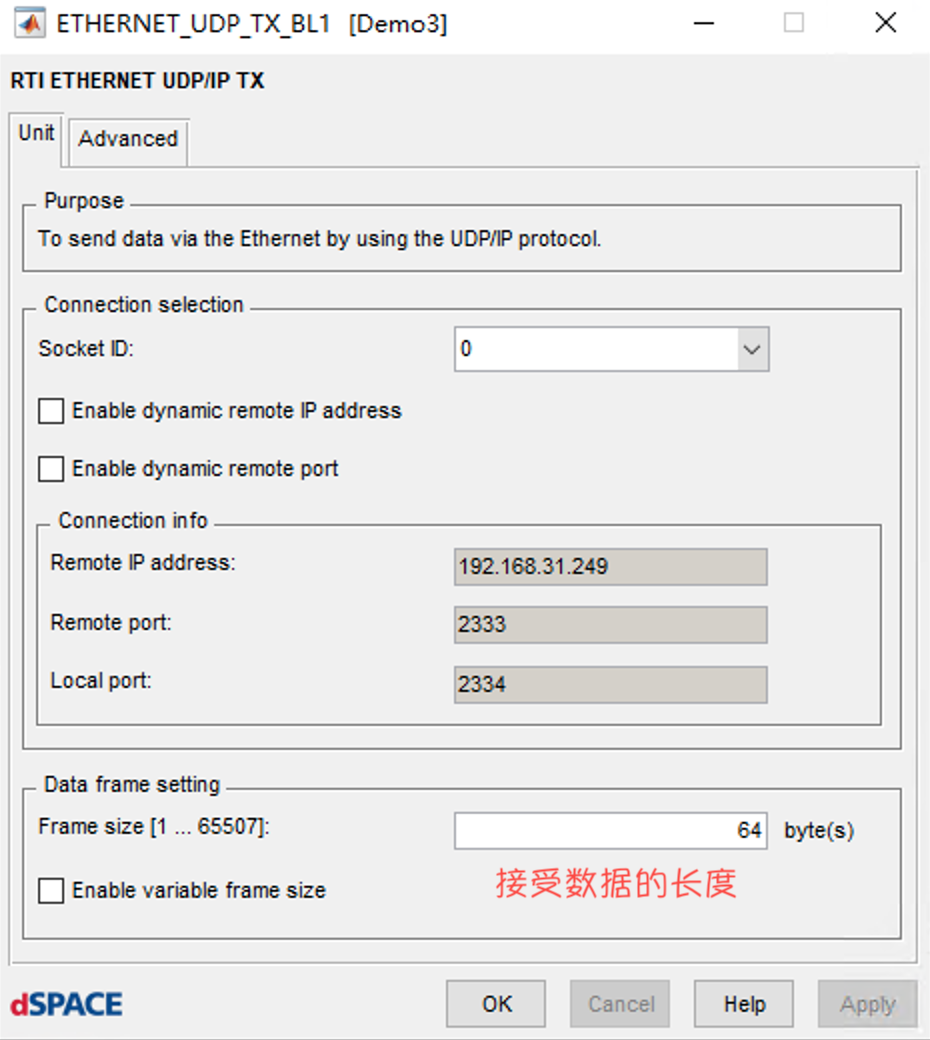 ETHERNET_UDP_TX_BL1 [Demo3]
RTI ETHERNET UDP/IP TX
Unit
Advanced
Purpose
To send data via the Ethernet by using the UDP/IP protocol.
Connection selection
Socket ID:
0
Enable dynamic remote IP address
Enable dynamic remote port
Connection info
Remote IP address:
192.168.31.249
Remote port:
2333
Local port:
2334
Data frame setting
Frame size [1 ... 65507]:
64 byte(s)
接受数据的长度
Enable variable frame size
dSPACE
OK
Cancel
Help
Apply